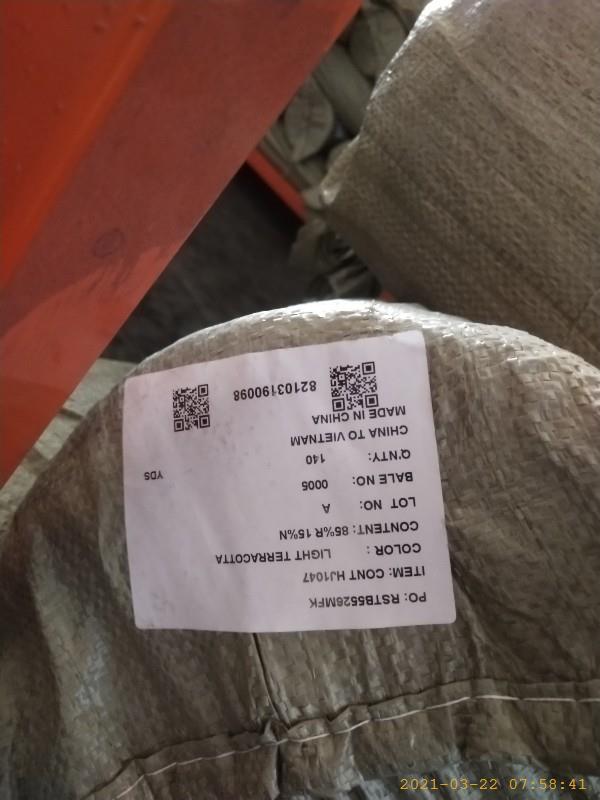 PO: RSTB5526MFK
ITEM: CONT HJ1047
COLOR : LIGHT TERRACOTTA
CONTENT: 85%R 15%N
LOT NO: A
BALE NO: 0005
Q'NTY: 140 YDS
CHINA TO VIETNAM
MADE IN CHINA
82103190098
2021-03-22 07:58:41